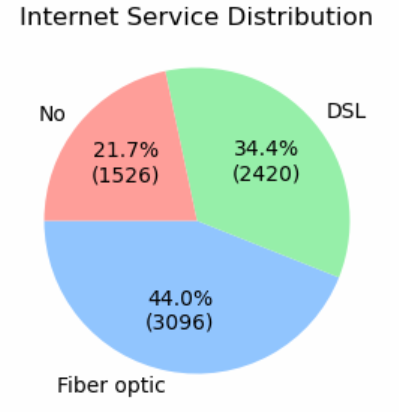 Internet Service Distribution
No
DSL
21.7%
(1526)
34.4%
(2420)
44.0%
(3096)
Fiber optic